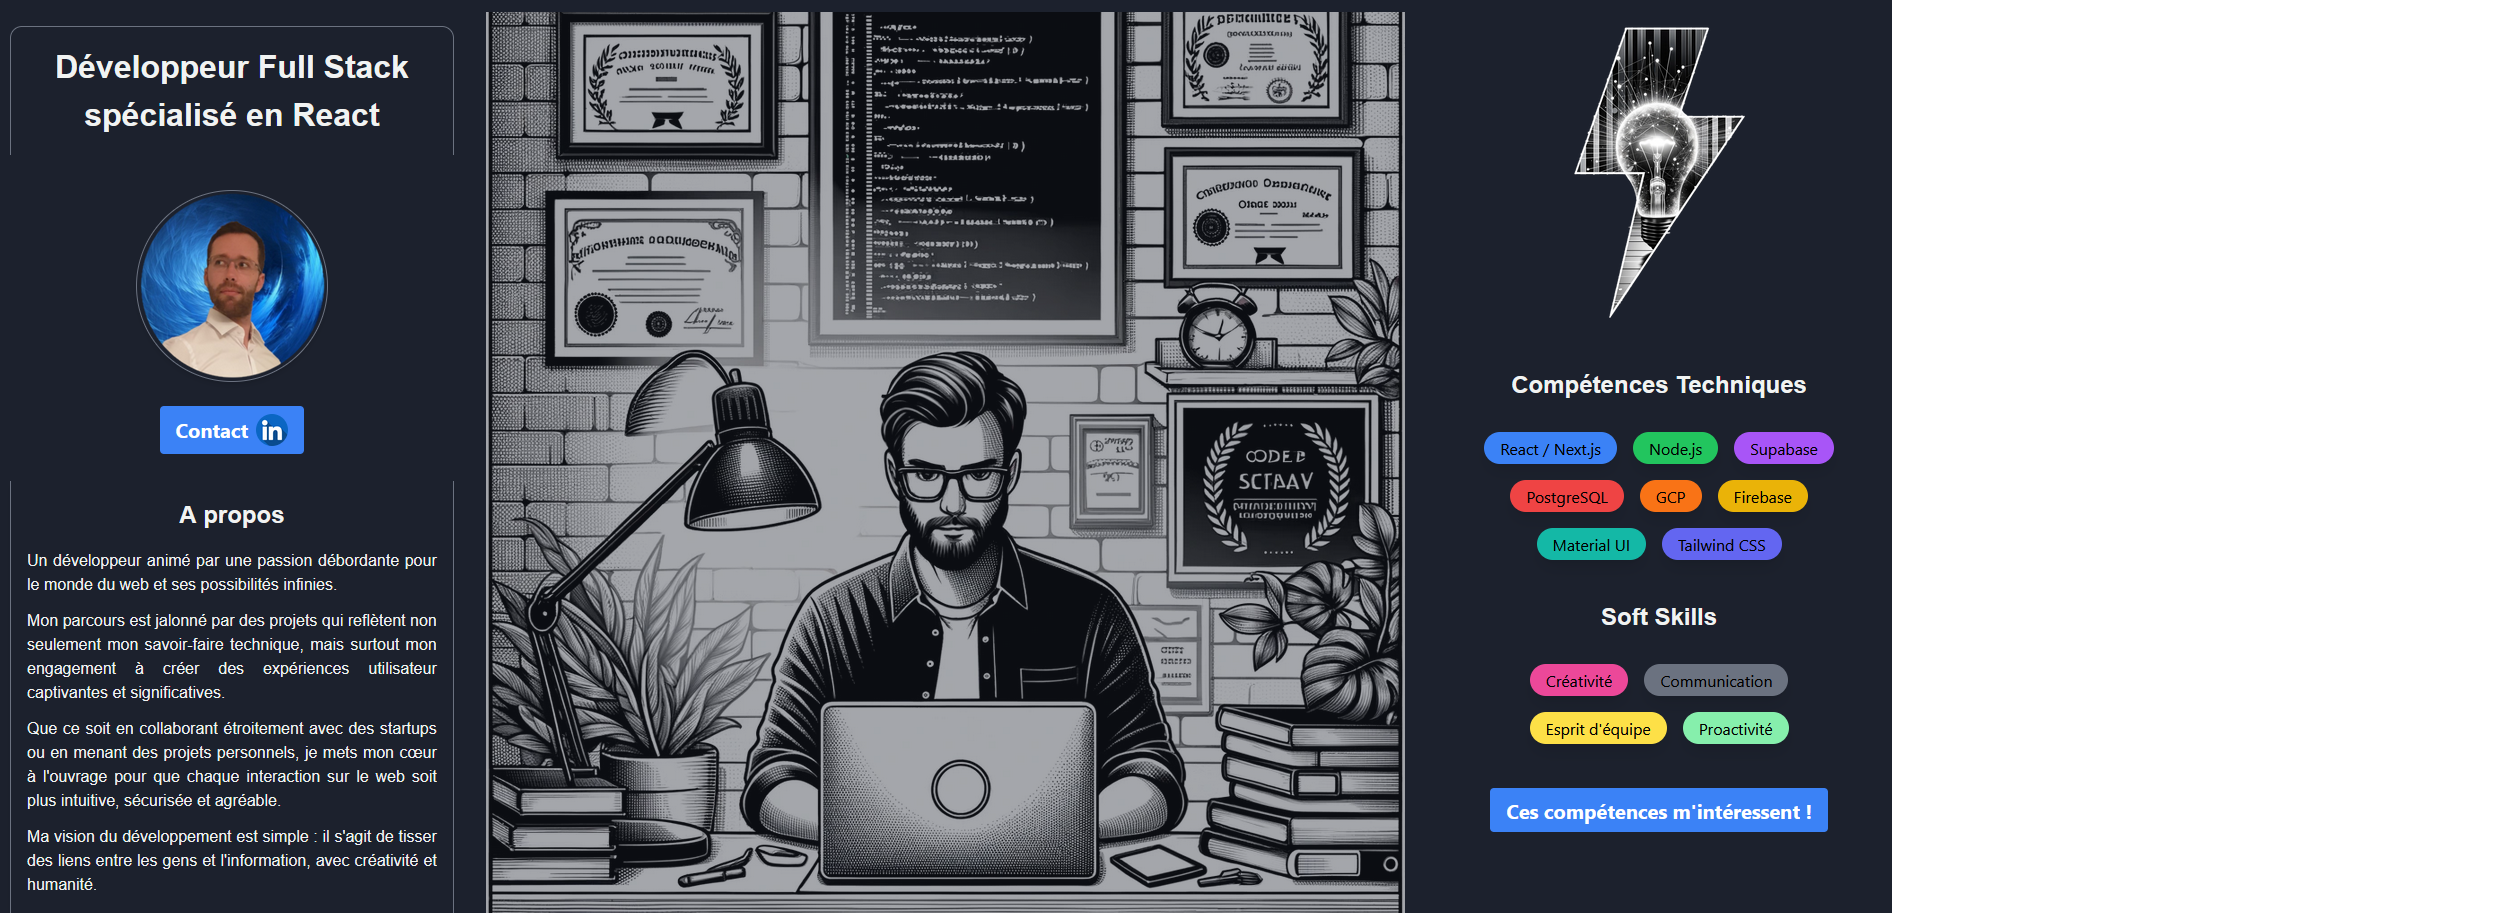 Développeur Full Stack
spécialisé en React
Contact in
A propos
Un développeur animé par une passion débordante pour
le monde du web et ses possibilités infinies.
Mon parcours est jalonné par des projets qui reflètent non
seulement mon savoir-faire technique, mais surtout mon
engagement à créer des expériences utilisateur
captivantes et significatives.
Que ce soit en collaborant étroitement avec des startups
ou en menant des projets personnels, je mets mon cœur
à l'ouvrage pour que chaque interaction sur le web soit
plus intuitive, sécurisée et agréable.
Ma vision du développement est simple : il s'agit de tisser
des liens entre les gens et l'information, avec créativité et
humanité.
CODE
Compétences Techniques
React / Next.js Node.js Supabase
PostgreSQL GCP Firebase
Material UI Tailwind CSS
Soft Skills
Créativité Communication
Esprit d'équipe Proactivité
Ces compétences m'intéressent !